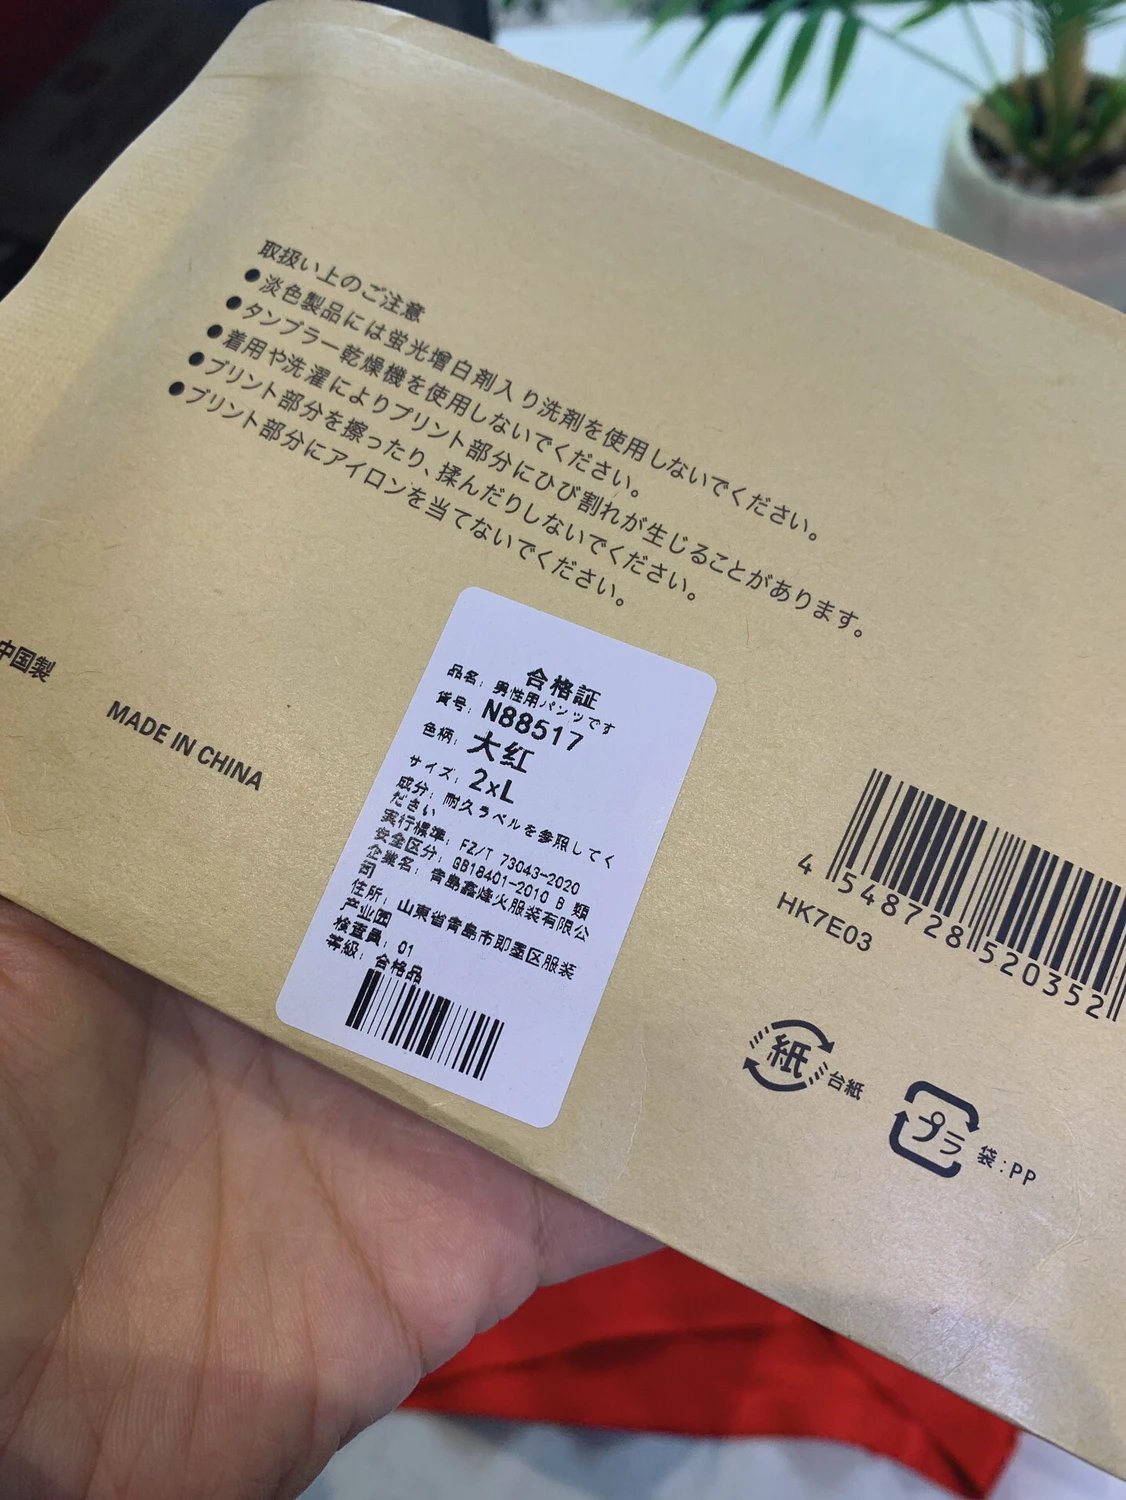 取扱い上のご注意
●淡色製品には蛍光増白剤入り洗剤を使用しないでください。
●タンブラー乾燥機を使用しないでください。
●着用や洗濯によりプリント部分にひび割れが生じることがあります。
●プリント部分を擦ったり、揉んだりしないでください。
●プリント部分にアイロンを当てないでください。
中国製
MADE IN CHINA
合格証
品名：男性用パンツです
貨号：N88517
色柄：大红
サイズ：2xL
成分：耐久ラベルを参照してく
ださい
実行標準：FZ/T 73043-2020
安全区分：GB18401-2010 B 類
企業名：青島鑫烽火服装有限公
司
住所：山東省青島市即墨区服装
产业园
検査員：01
等級：合格品
4 548728 520352
HK7E03
紙 台紙
プラ 袋:PP